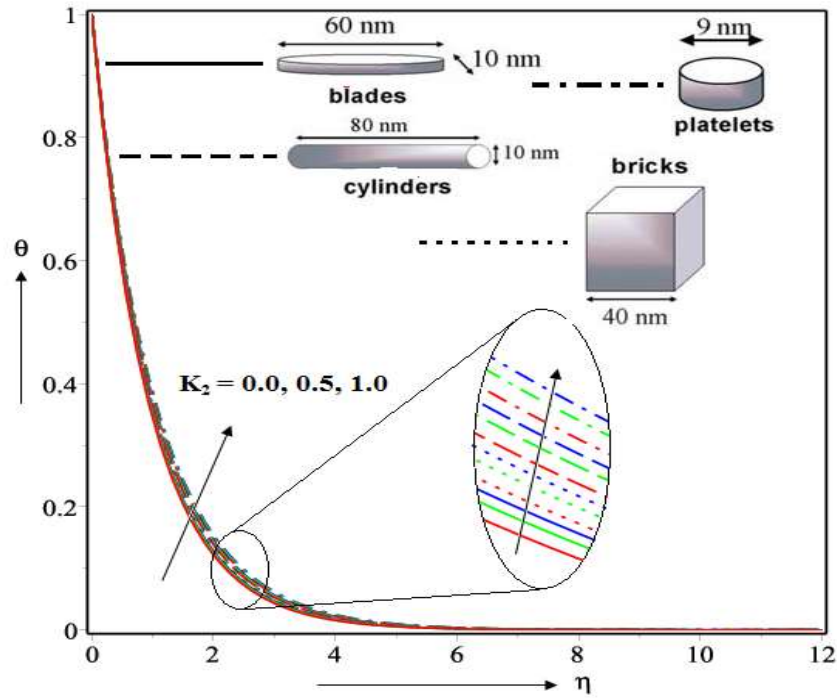 1
0.8
0.6
0.4
0.2
0
θ
60 nm
10 nm
blades
9 nm
platelets
80 nm
10 nm
cylinders
bricks
40 nm
K₂ = 0.0, 0.5, 1.0
0 2 4 6 8 10 12
η